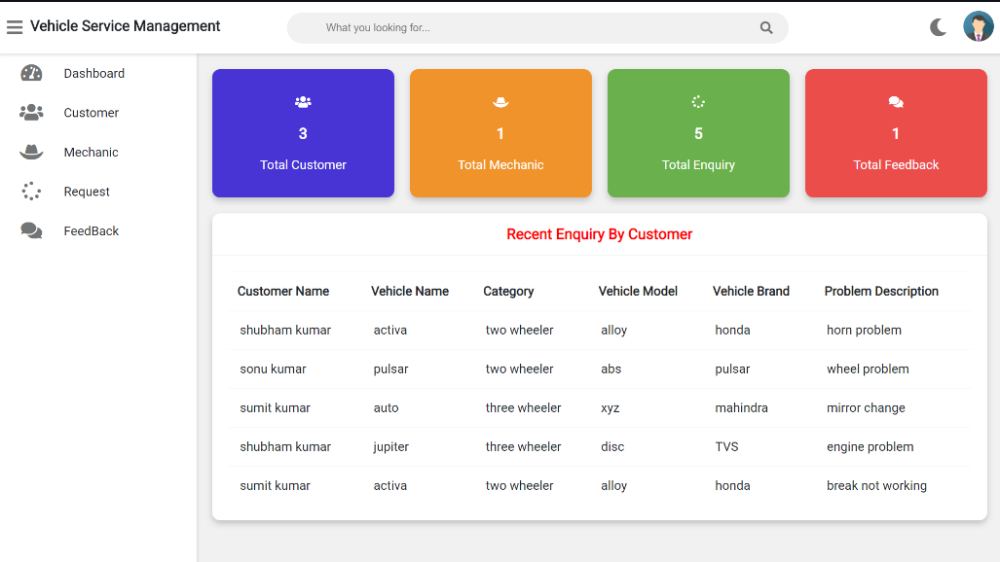 Vehicle Service Management
What you looking for...
Dashboard
Customer
Mechanic
Request
FeedBack
3
Total Customer
1
Total Mechanic
5
Total Enquiry
1
Total Feedback
Recent Enquiry By Customer
Customer Name Vehicle Name Category Vehicle Model Vehicle Brand Problem Description
shubham kumar activa two wheeler alloy honda horn problem
sonu kumar pulsar two wheeler abs pulsar wheel problem
sumit kumar auto three wheeler xyz mahindra mirror change
shubham kumar jupiter three wheeler disc TVS engine problem
sumit kumar activa two wheeler alloy honda break not working